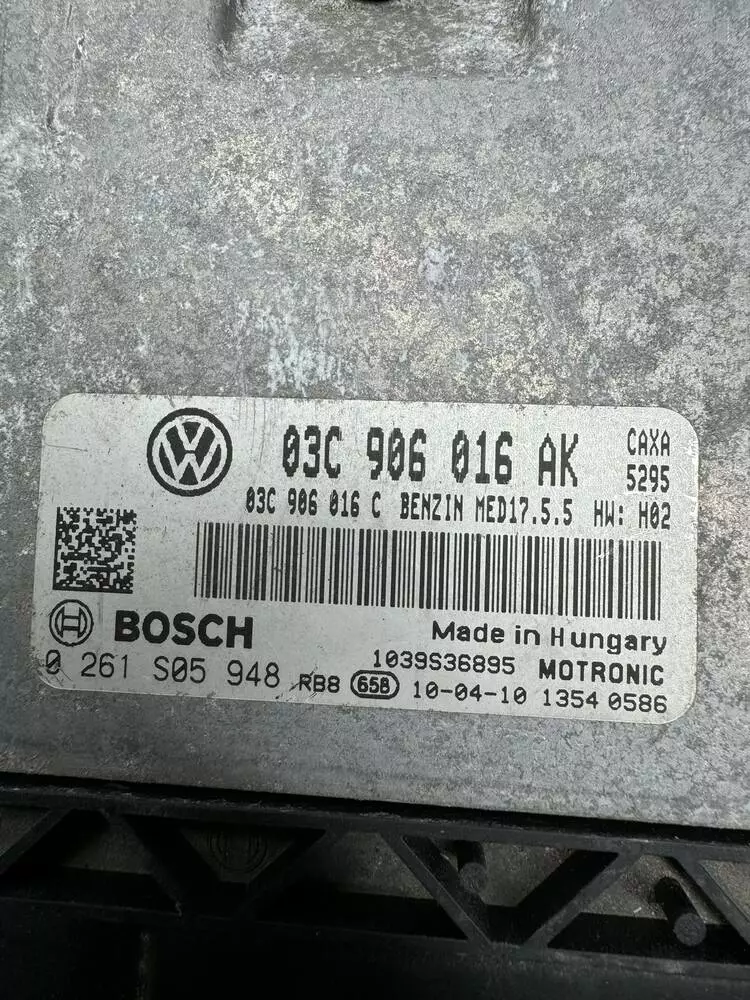 03C 906 016 AK CAXA
5295
03C 906 016 C BENZIN MED17.5.5 HW: H02
BOSCH Made in Hungary
1039S36895 MOTRONIC
0 261 S05 948 RB8 658 10-04-10 1354 0586